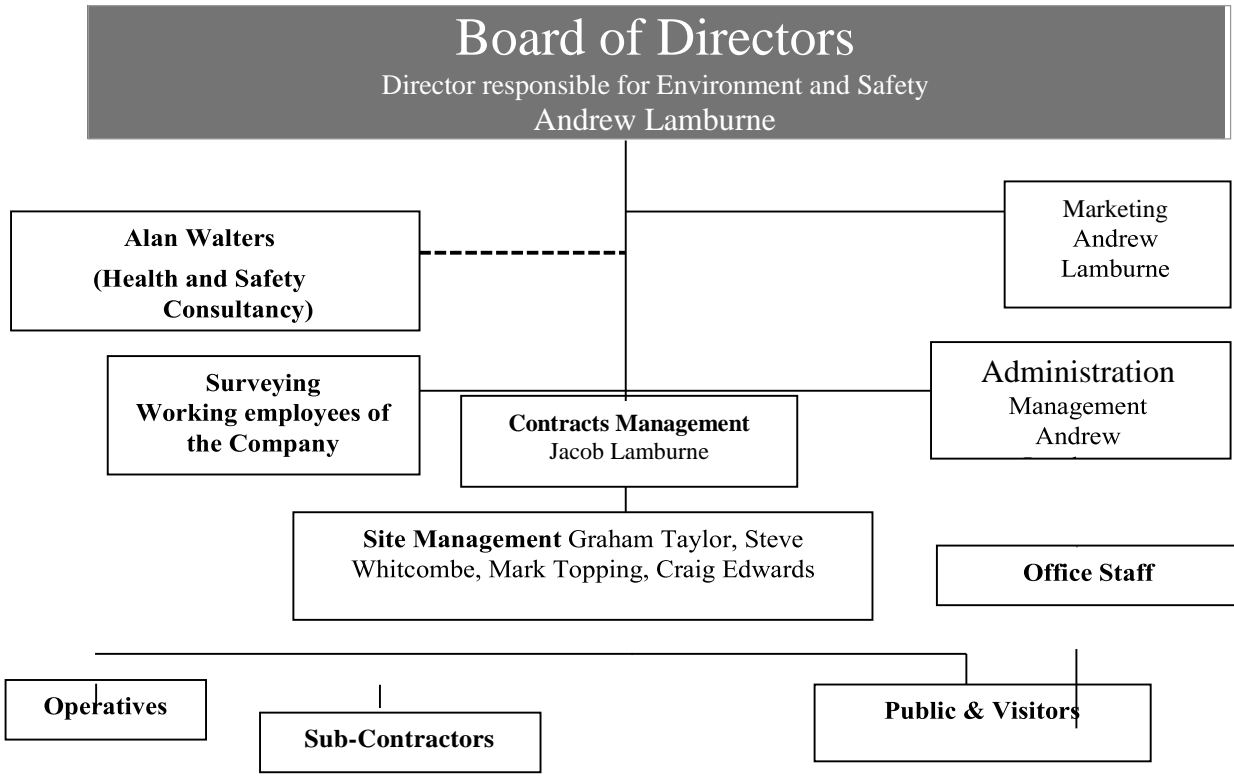 Board of Directors
Director responsible for Environment and Safety
Andrew Lamburne
Alan Walters
(Health and Safety
Consultancy)
Marketing
Andrew
Lamburne
Surveying
Working employees of
the Company
Contracts Management
Jacob Lamburne
Administration
Management
Andrew
Site Management Graham Taylor, Steve
Whitcombe, Mark Topping, Craig Edwards
Office Staff
Operatives
Sub-Contractors
Public & Visitors